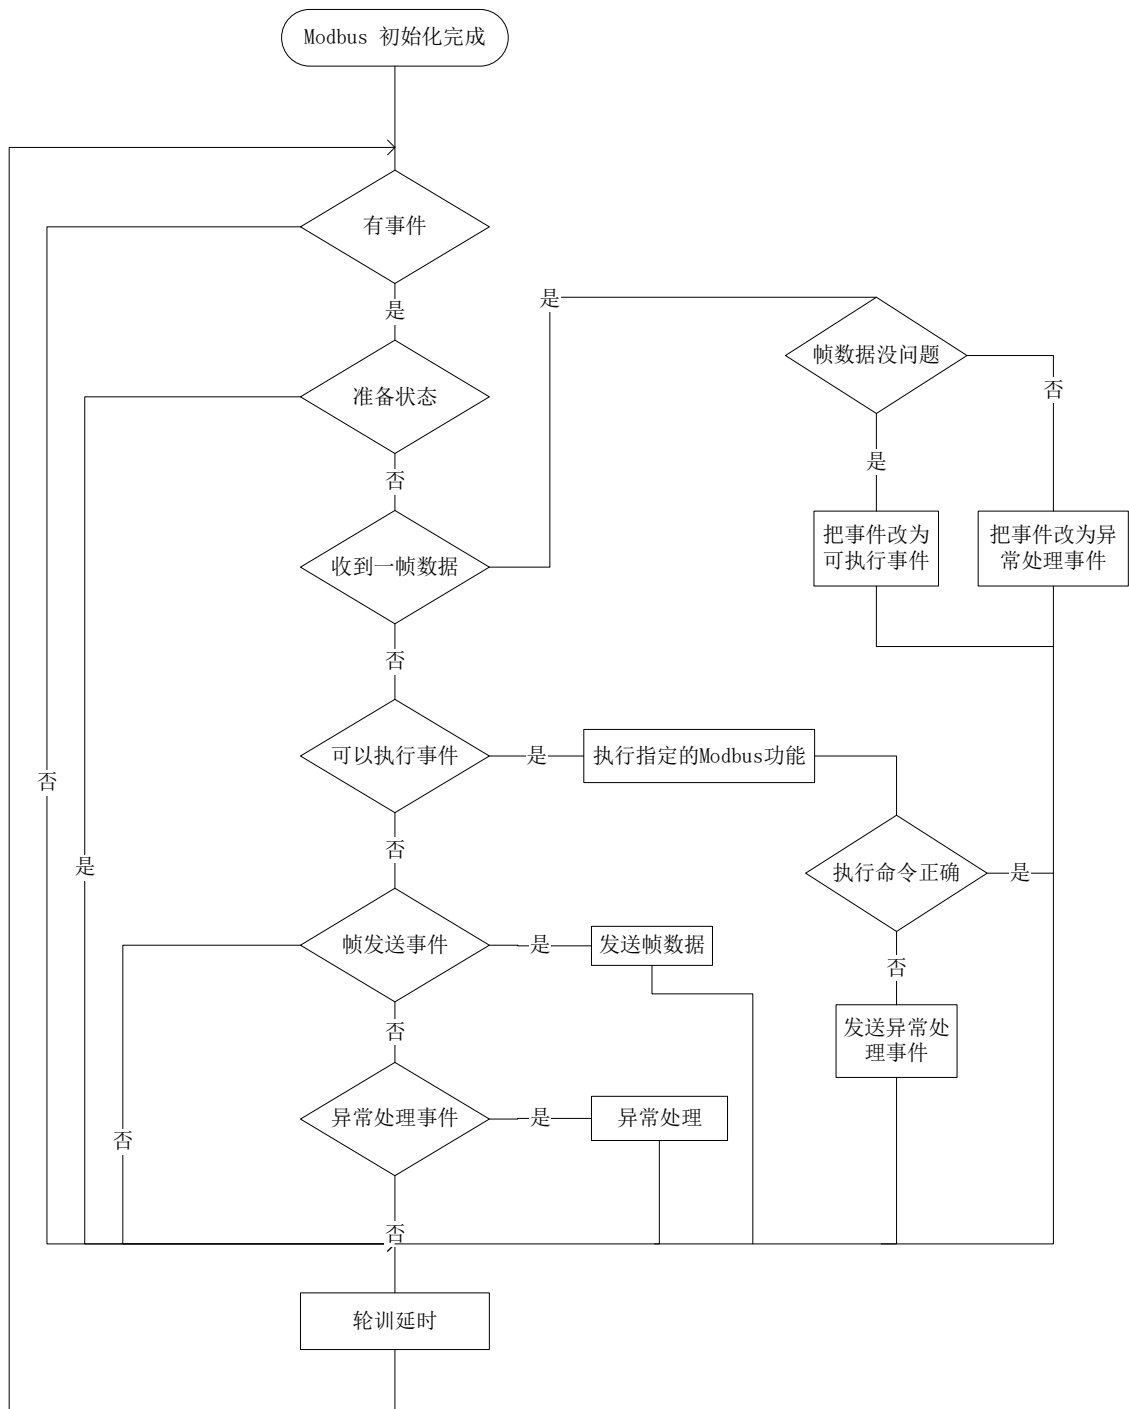 Modbus 初始化完成
有事件
是
是
帧数据没问题
准备状态
否
否
是
把事件改为
可执行事件
把事件改为异
常处理事件
收到一帧数据
否
可以执行事件
是
执行指定的Modbus功能
否
否
是
执行命令正确
是
帧发送事件
是
发送帧数据
否
否
发送异常处
理事件
异常处理事件
是
异常处理
否
否
轮训延时